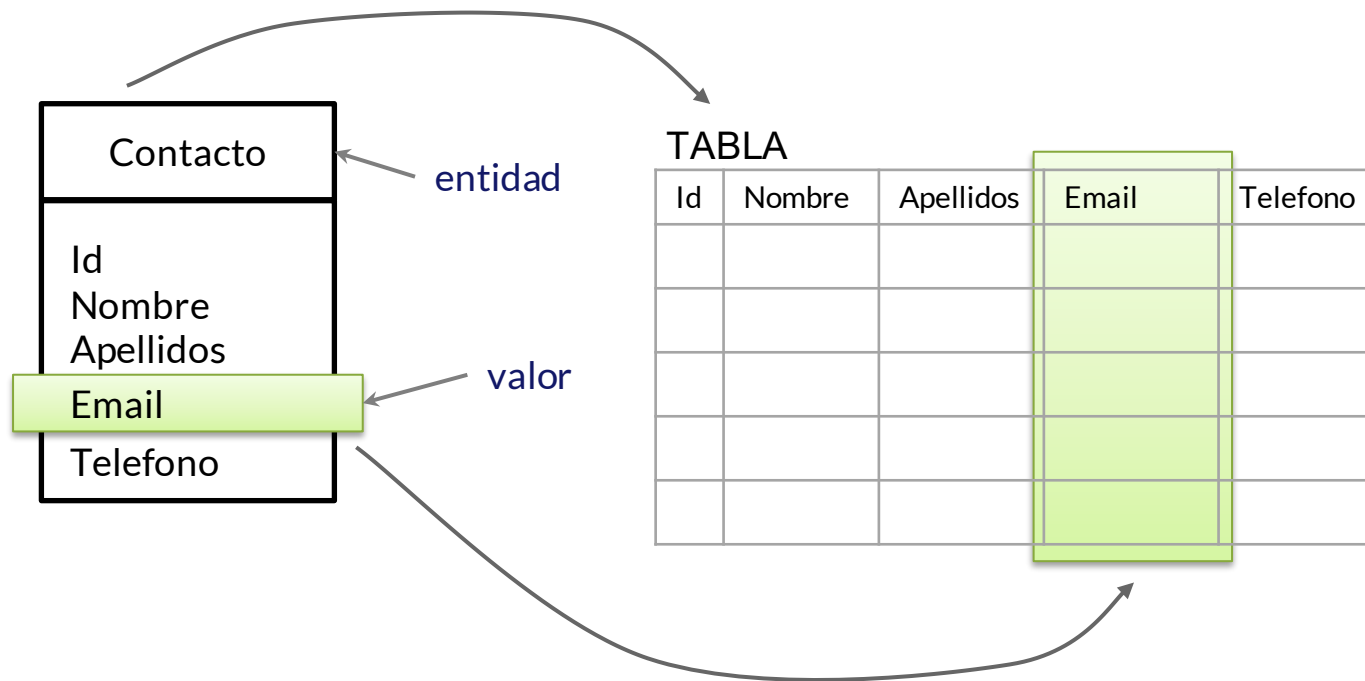 Contacto
entidad
Id
Nombre
Apellidos
Email
valor
Telefono
TABLA
Id Nombre Apellidos Email Telefono